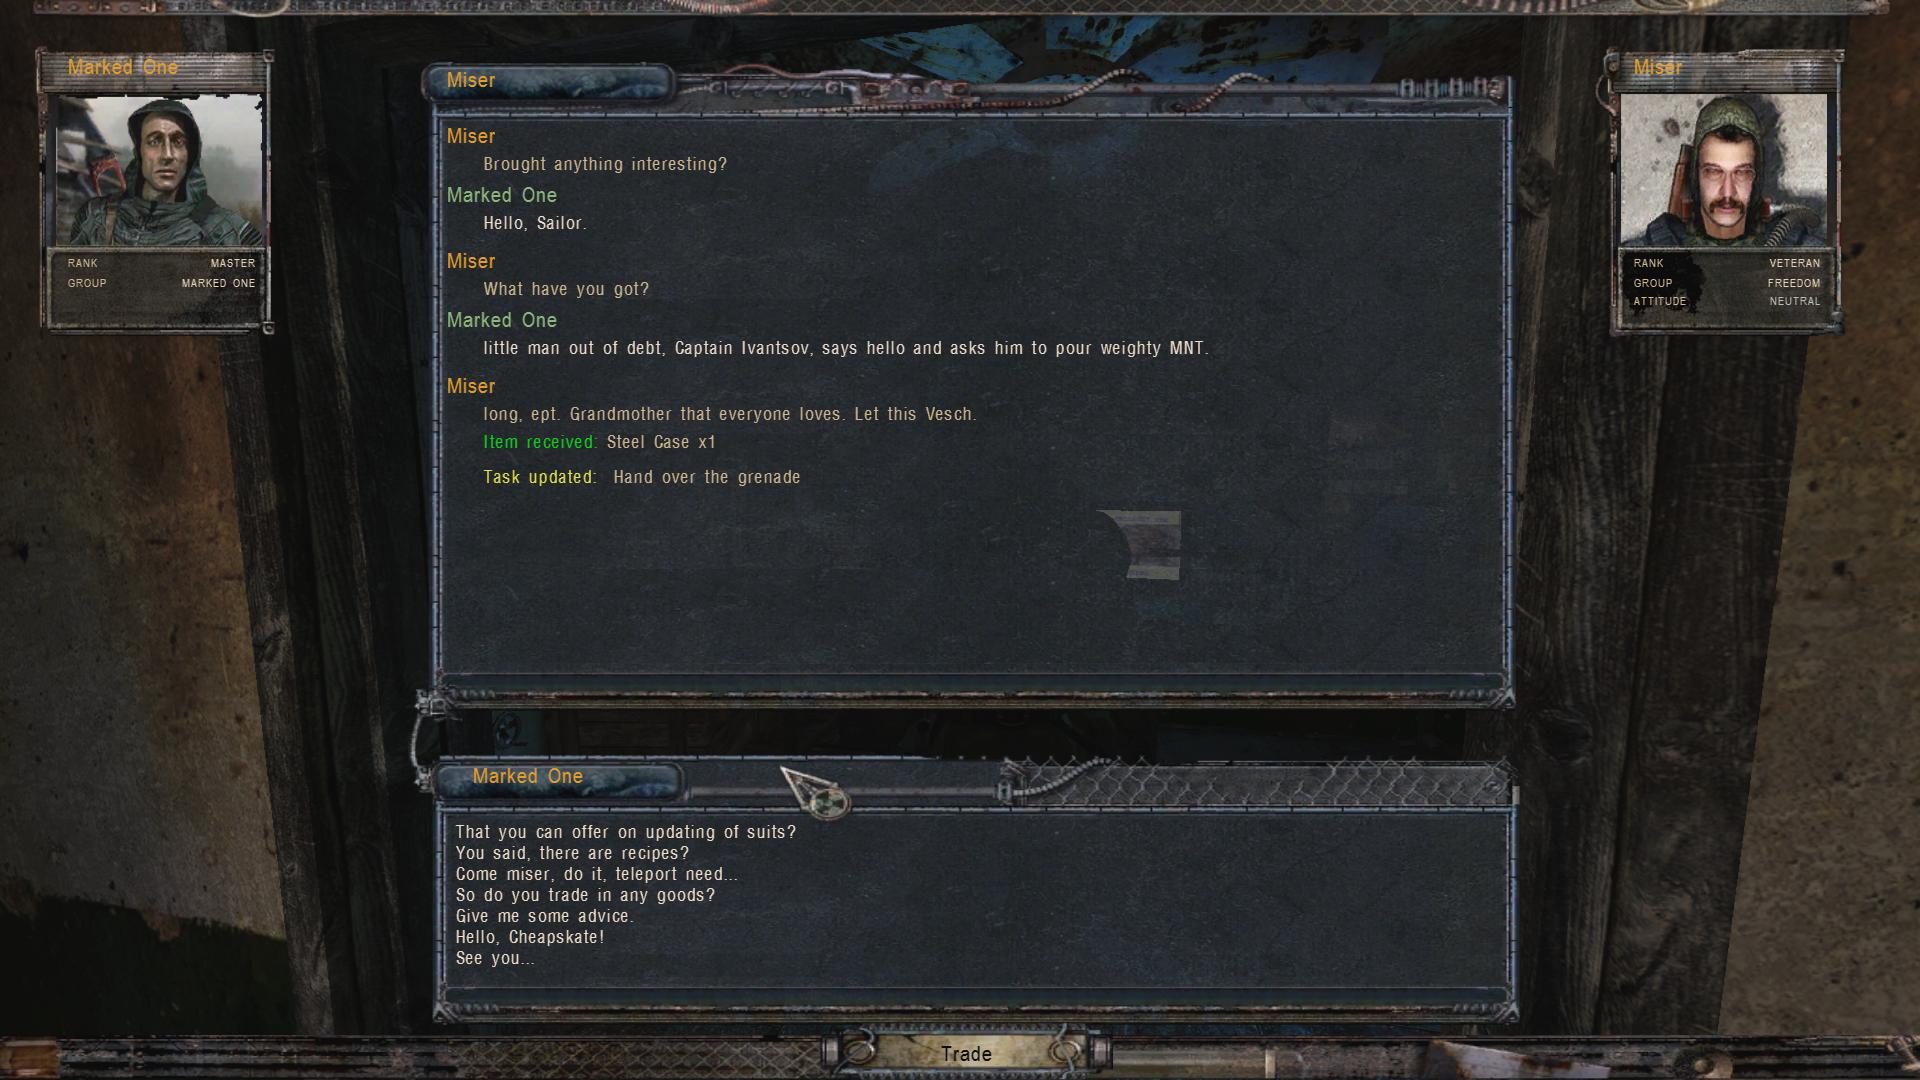 Marked One
RANK MASTER
GROUP MARKED ONE
Miser
Miser
Brought anything interesting?
Marked One
Hello, Sailor.
Miser
What have you got?
Marked One
little man out of debt, Captain Ivantsov, says hello and asks him to pour weighty MNT.
Miser
long, ept. Grandmother that everyone loves. Let this Vesch.
Item received: Steel Case x1
Task updated: Hand over the grenade
Miser
RANK VETERAN
GROUP FREEDOM
ATTITUDE NEUTRAL
Marked One
That you can offer on updating of suits?
You said, there are recipes?
Come miser, do it, teleport need...
So do you trade in any goods?
Give me some advice.
Hello, Cheapskate!
See you...
Trade